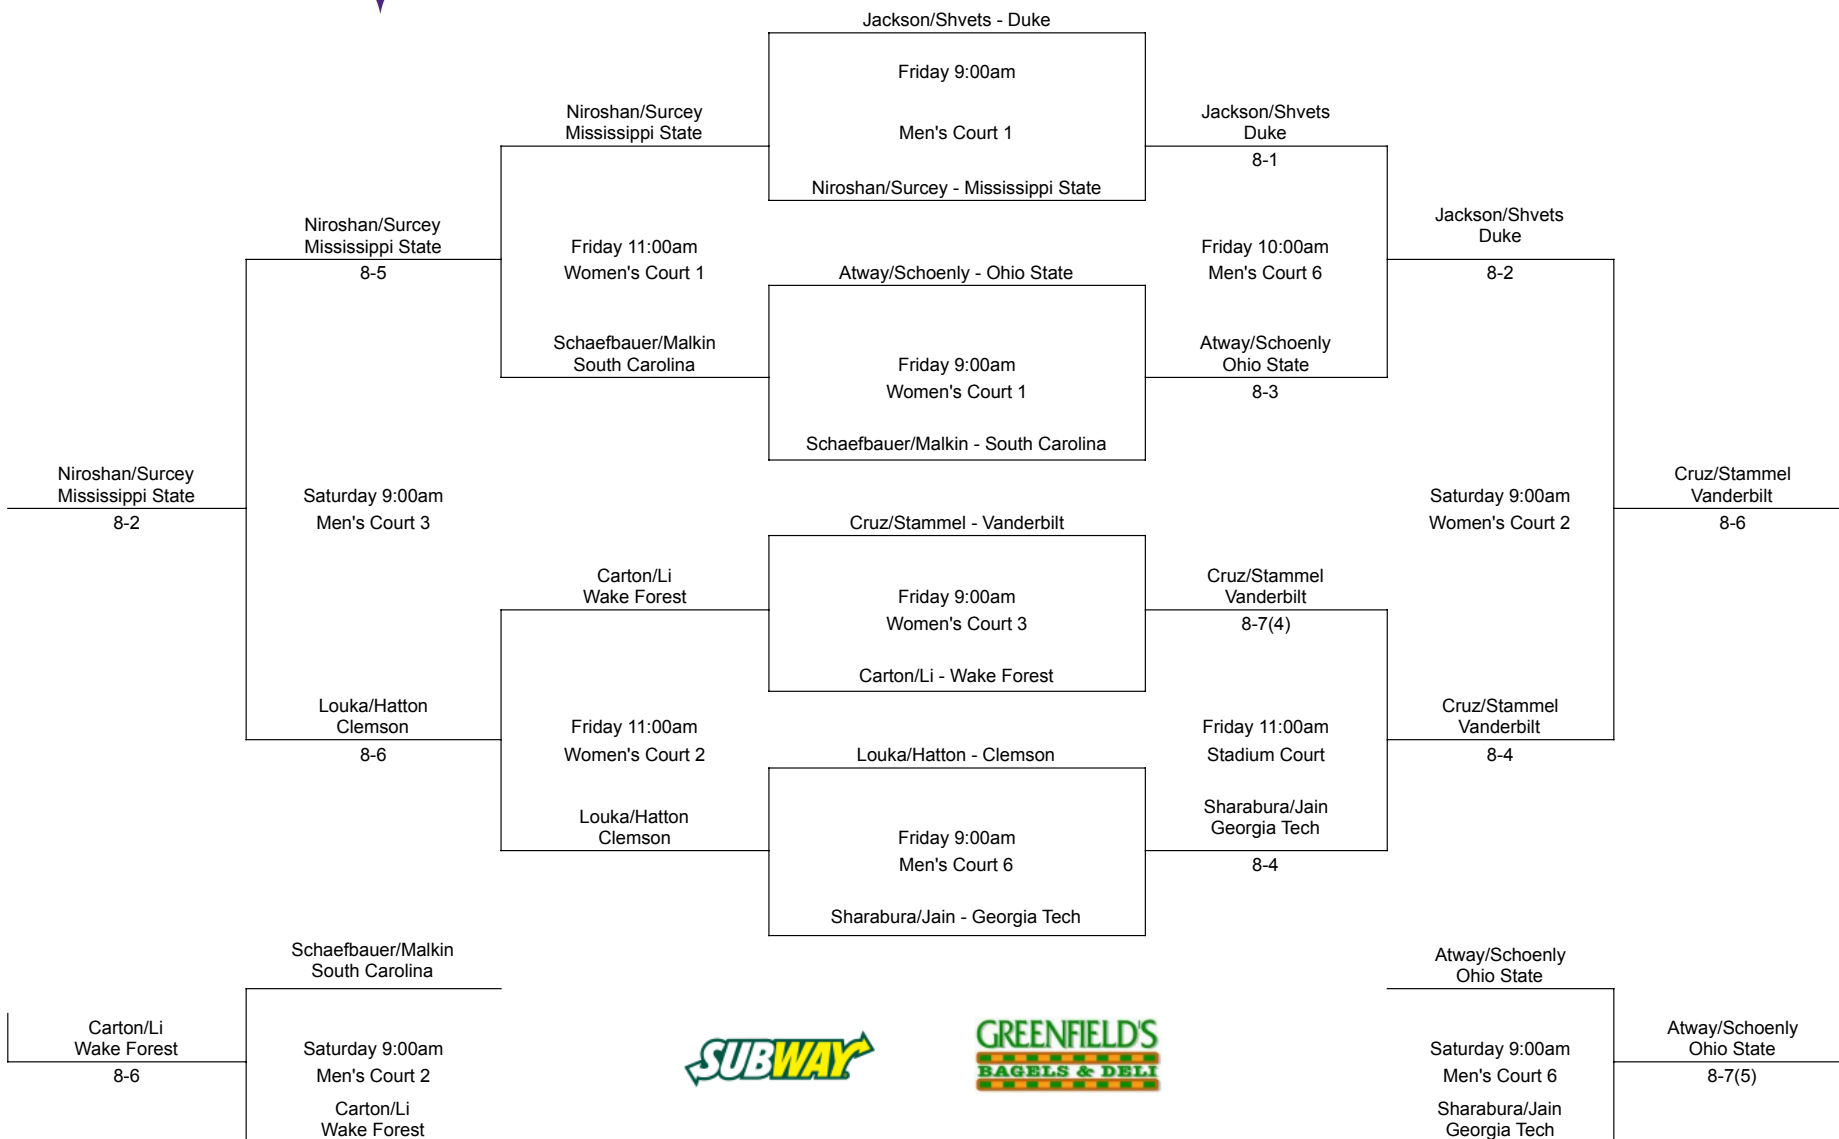 Jackson/Shvets - Duke
Friday 9:00am
Niroshan/Surcey
Mississippi State
Men's Court 1
Jackson/Shvets
Duke
8-1
Niroshan/Surcey - Mississippi State
Niroshan/Surcey
Mississippi State
8-5
Friday 11:00am
Women's Court 1
Atway/Schoenly - Ohio State
Friday 10:00am
Men's Court 6
Jackson/Shvets
Duke
8-2
Schaefbauer/Malkin
South Carolina
Friday 9:00am
Women's Court 1
Atway/Schoenly
Ohio State
8-3
Schaefbauer/Malkin - South Carolina
Niroshan/Surcey
Mississippi State
8-2
Saturday 9:00am
Men's Court 3
Cruz/Stammel - Vanderbilt
Saturday 9:00am
Women's Court 2
Cruz/Stammel
Vanderbilt
8-6
Carton/Li
Wake Forest
Friday 9:00am
Women's Court 3
Cruz/Stammel
Vanderbilt
8-7(4)
Carton/Li - Wake Forest
Louka/Hatton
Clemson
8-6
Friday 11:00am
Women's Court 2
Louka/Hatton - Clemson
Friday 11:00am
Stadium Court
Cruz/Stammel
Vanderbilt
8-4
Louka/Hatton
Clemson
Friday 9:00am
Men's Court 6
Sharabura/Jain
Georgia Tech
8-4
Sharabura/Jain - Georgia Tech
Schaefbauer/Malkin
South Carolina
Atway/Schoenly
Ohio State
Carton/Li
Wake Forest
8-6
Saturday 9:00am
Men's Court 2
SUBWAY
GREENFIELD'S
BAGELS & DELI
Saturday 9:00am
Men's Court 6
Atway/Schoenly
Ohio State
8-7(5)
Carton/Li
Wake Forest
Sharabura/Jain
Georgia Tech